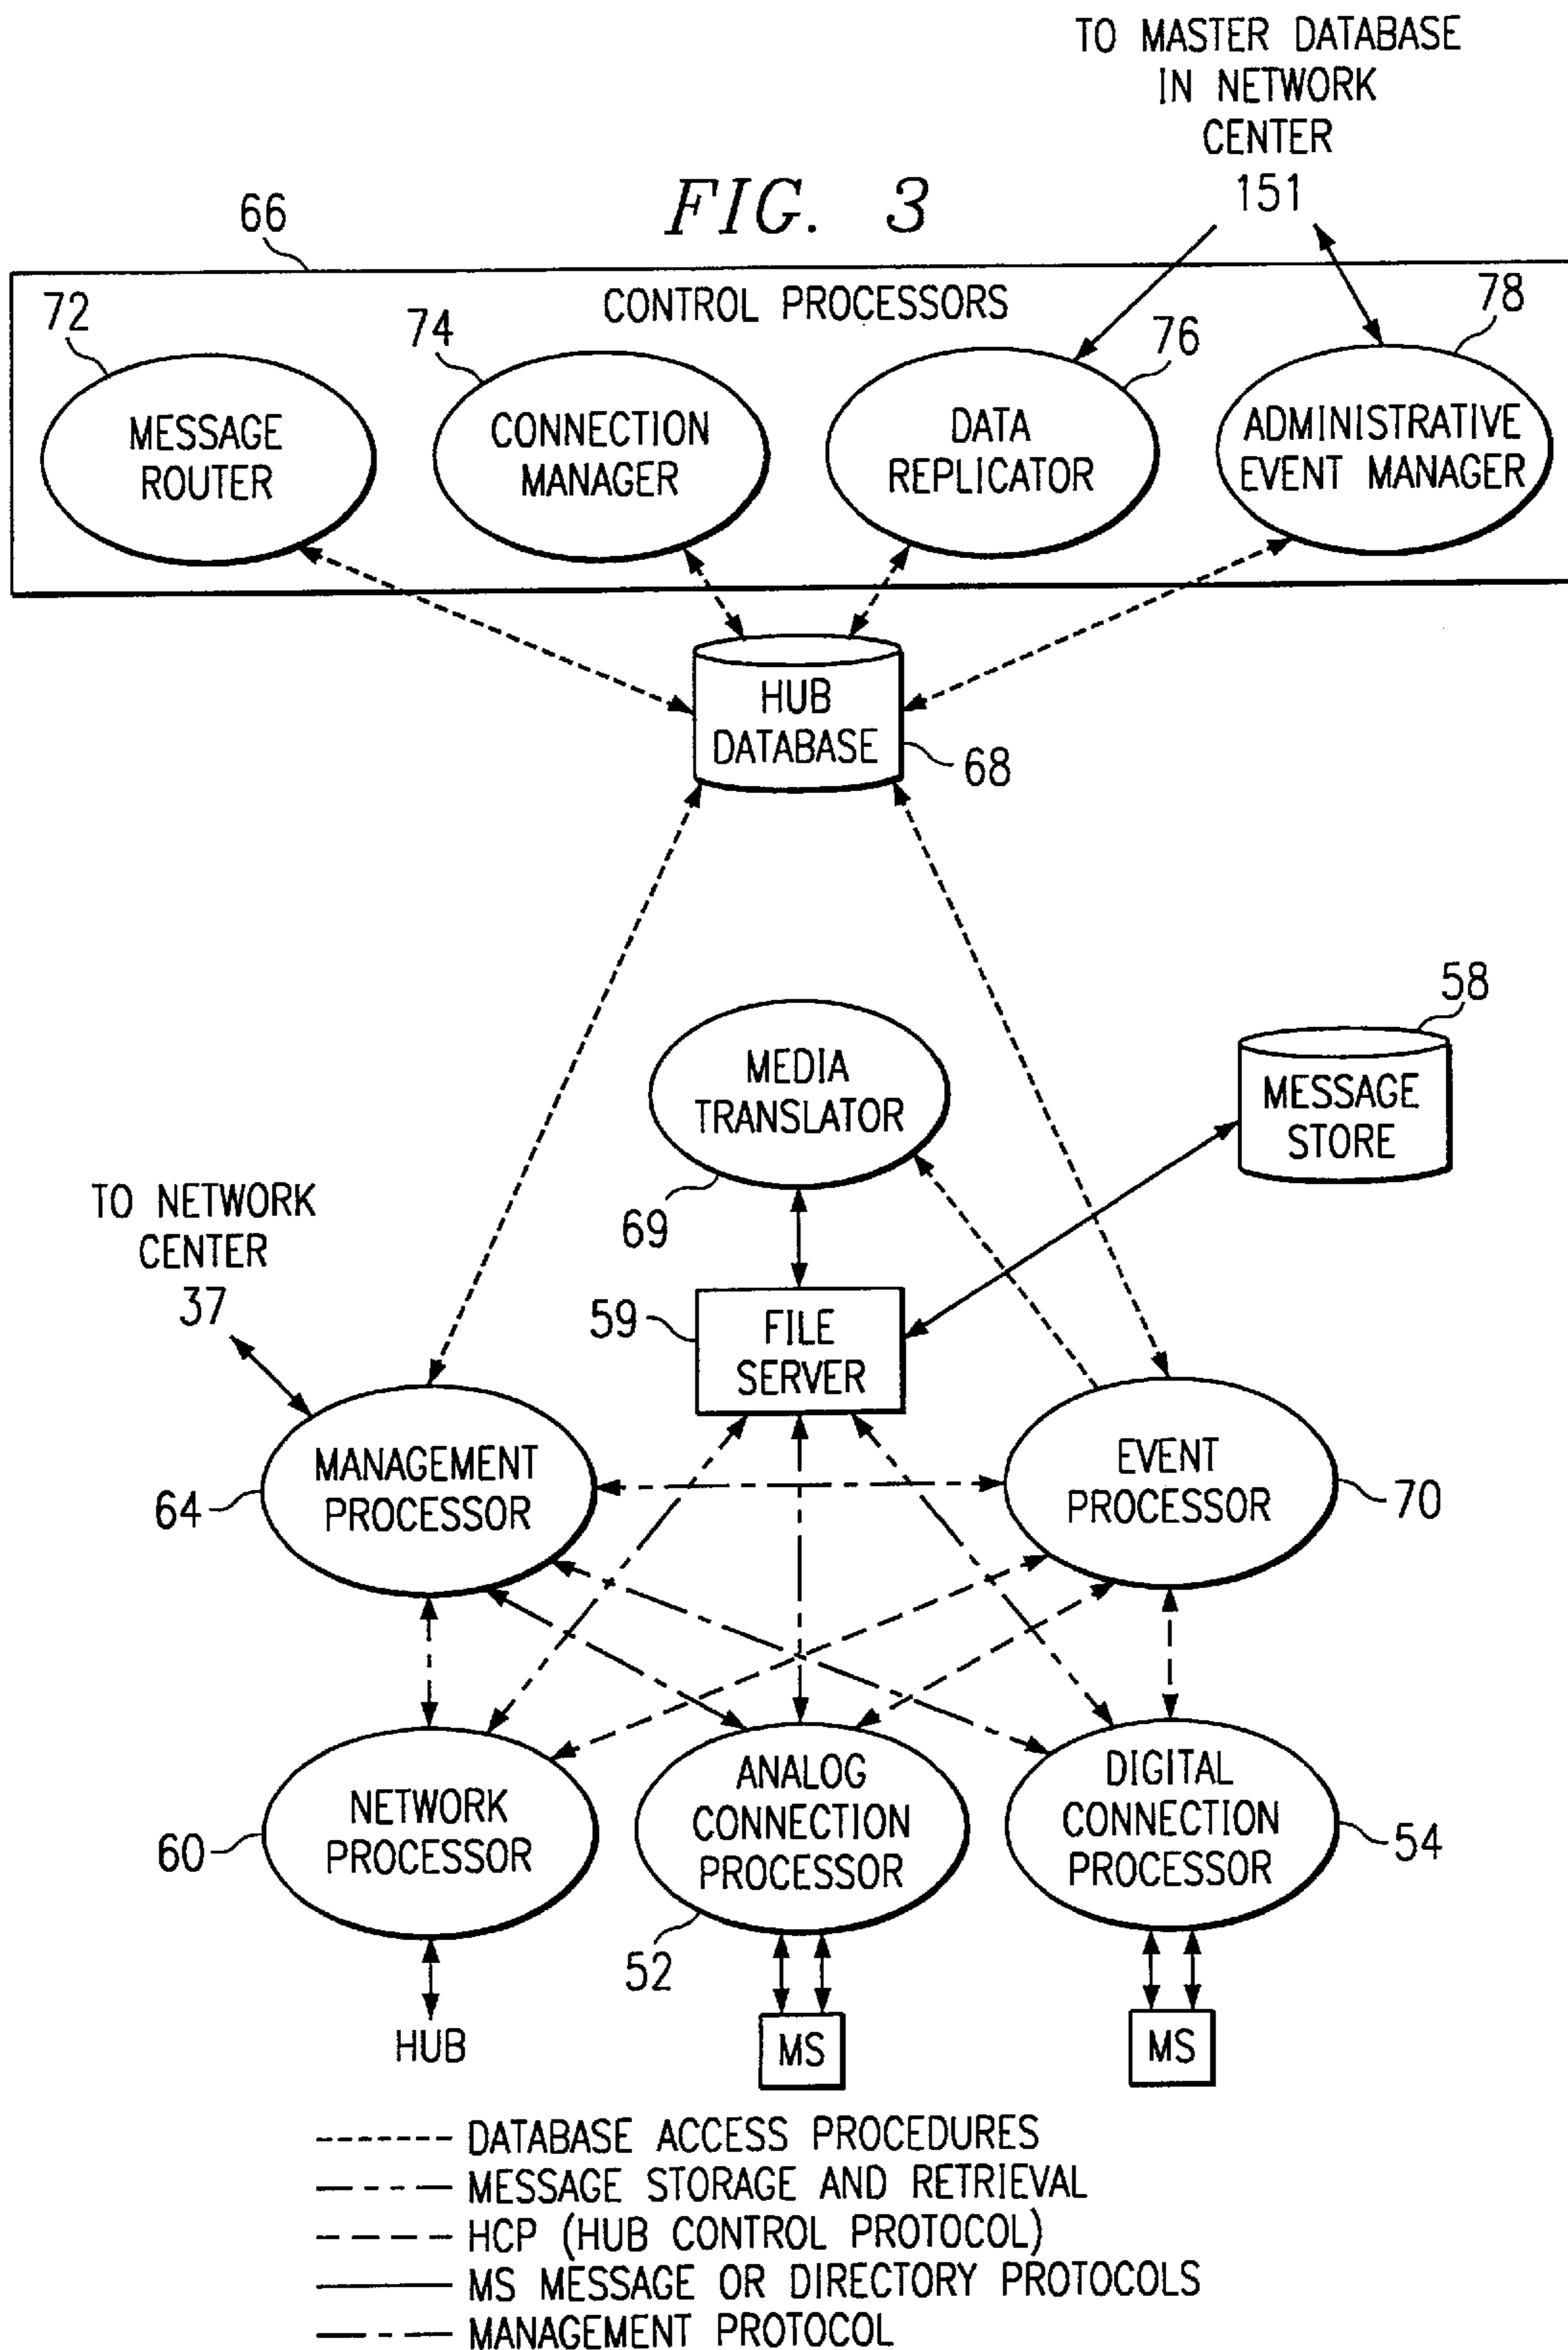 TO MASTER DATABASE
IN NETWORK
CENTER
151
FIG. 3
66
CONTROL PROCESSORS
72
74
76
78
MESSAGE
ROUTER
CONNECTION
MANAGER
DATA
REPLICATOR
ADMINISTRATIVE
EVENT MANAGER
HUB
DATABASE
68
58
MESSAGE
STORE
MEDIA
TRANSLATOR
69
TO NETWORK
CENTER
37
59
FILE
SERVER
MANAGEMENT
PROCESSOR
64
EVENT
PROCESSOR
70
NETWORK
PROCESSOR
60
ANALOG
CONNECTION
PROCESSOR
52
DIGITAL
CONNECTION
PROCESSOR
54
HUB
MS
MS
DATABASE ACCESS PROCEDURES
MESSAGE STORAGE AND RETRIEVAL
HCP (HUB CONTROL PROTOCOL)
MS MESSAGE OR DIRECTORY PROTOCOLS
MANAGEMENT PROTOCOL